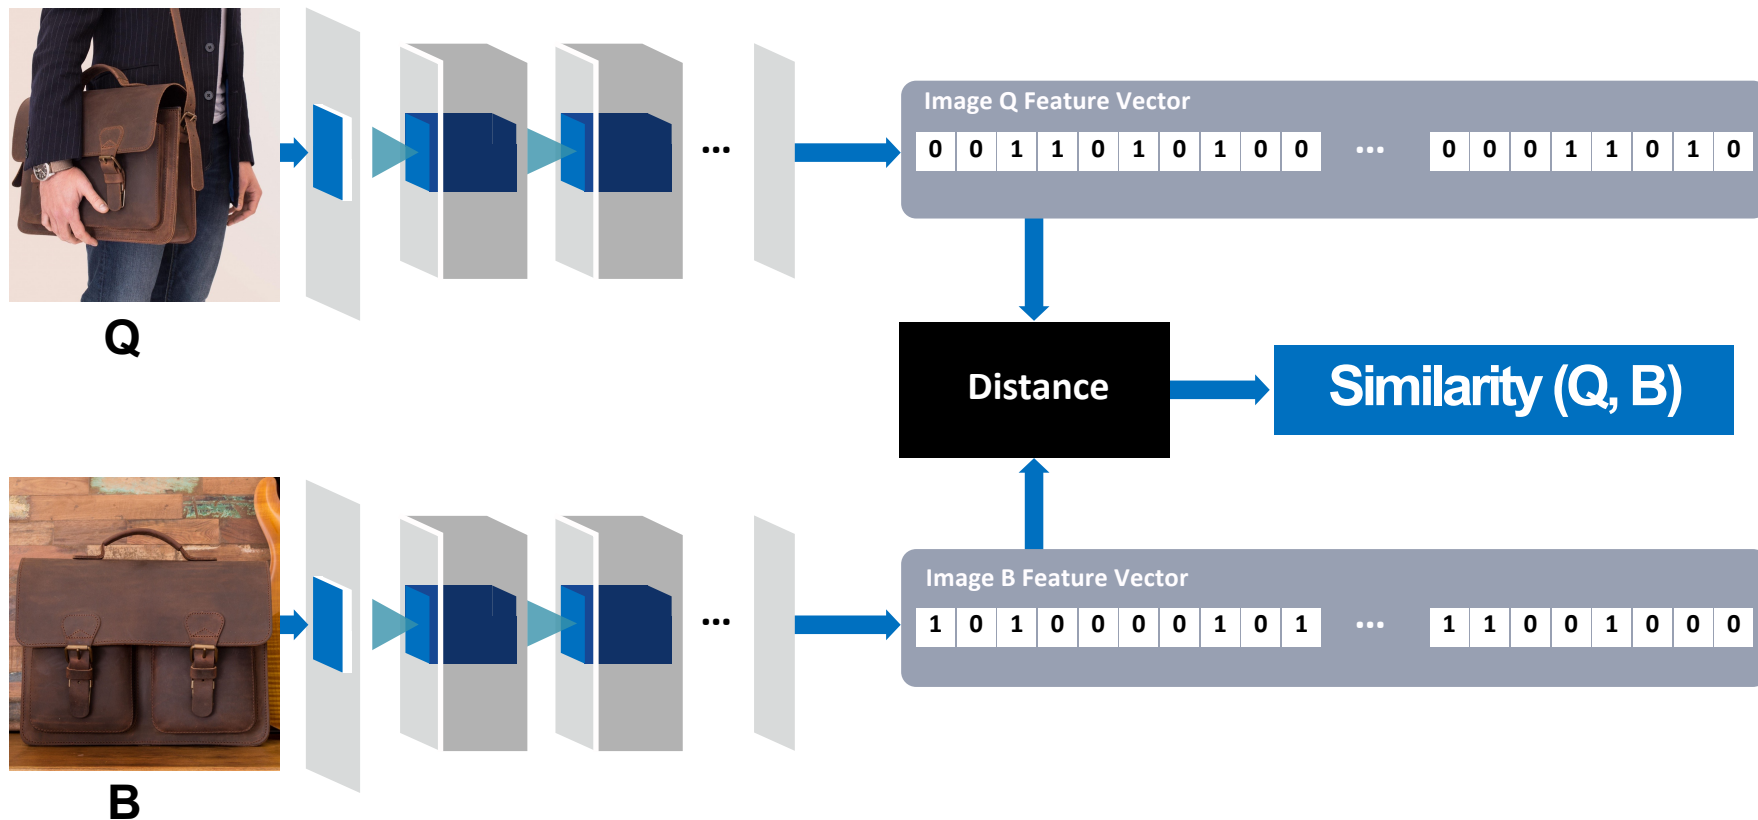 Image Q Feature Vector
0 0 1 1 0 1 0 1 0 0 ... 0 0 0 1 1 0 1 0
...
Q
Distance
Similarity (Q, B)
Image B Feature Vector
1 0 1 0 0 0 0 1 0 1 ... 1 1 0 0 1 0 0 0
...
B